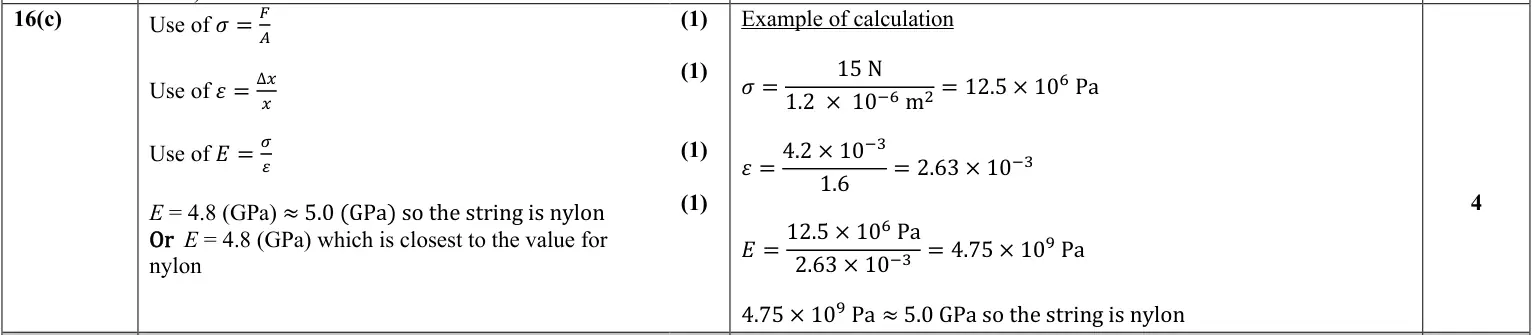 16(c)
Use of σ = F/A (1)
Use of ε = Δx/x (1)
Use of E = σ/ε (1)
E = 4.8 (GPa) ≈ 5.0 (GPa) so the string is nylon (1)
Or E = 4.8 (GPa) which is closest to the value for
nylon
Example of calculation
σ = 15 N / 1.2 × 10⁻⁶ m² = 12.5 × 10⁶ Pa
ε = 4.2 × 10⁻³ / 1.6 = 2.63 × 10⁻³
E = 12.5 × 10⁶ Pa / 2.63 × 10⁻³ = 4.75 × 10⁹ Pa
4.75 × 10⁹ Pa ≈ 5.0 GPa so the string is nylon
4